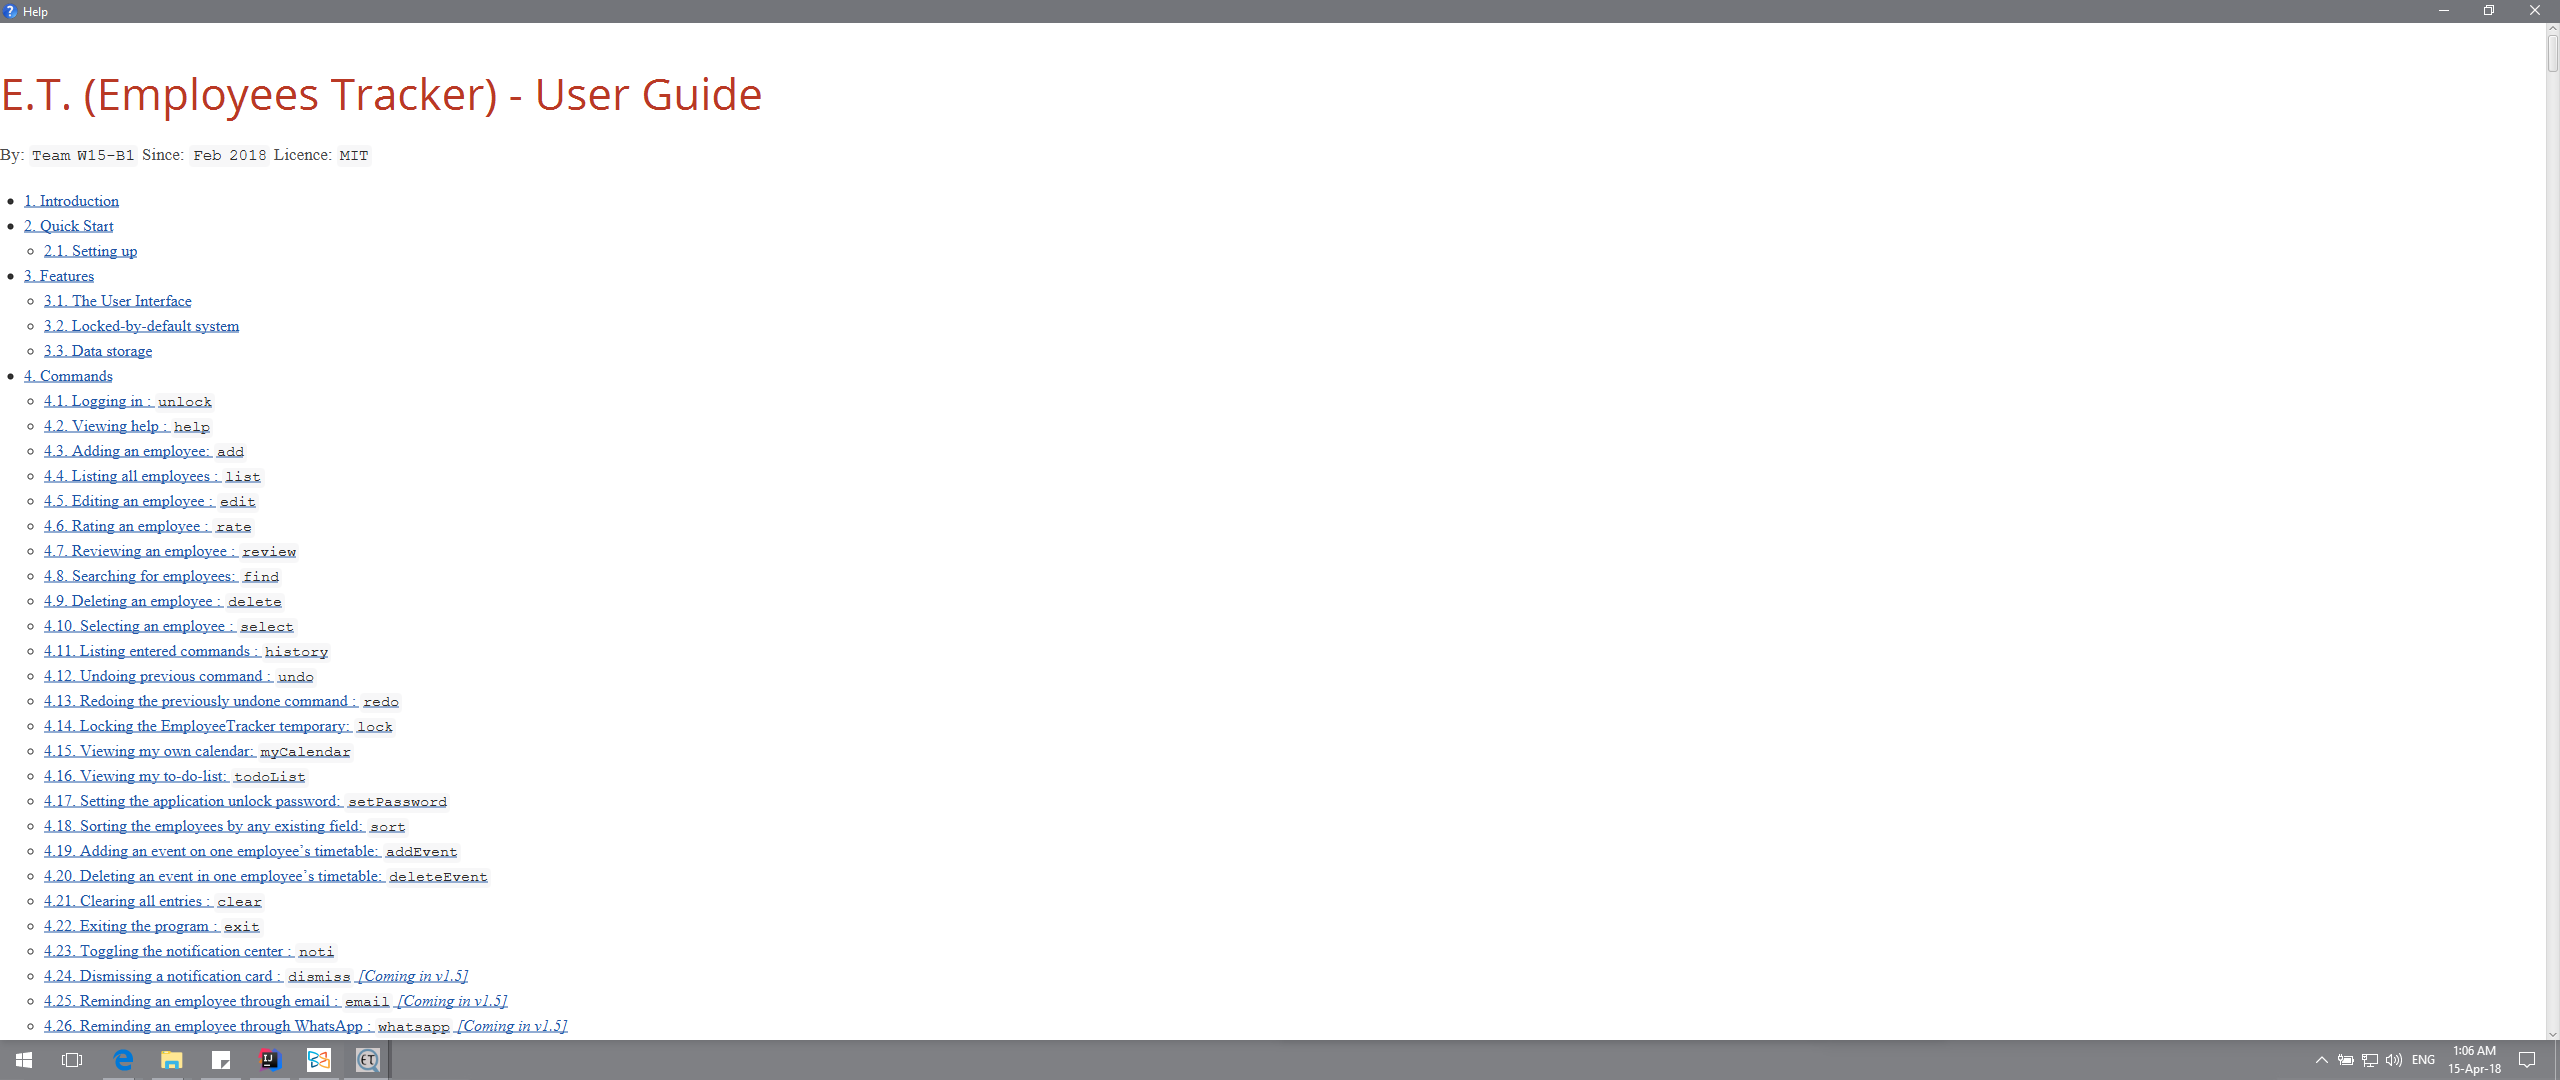 Help
E.T. (Employees Tracker) - User Guide
By: Team W15-B1 Since: Feb 2018 Licence: MIT
1. Introduction
2. Quick Start
2.1. Setting up
3. Features
3.1. The User Interface
3.2. Locked-by-default system
3.3. Data storage
4. Commands
4.1. Logging in : unlock
4.2. Viewing help : help
4.3. Adding an employee: add
4.4. Listing all employees : list
4.5. Editing an employee : edit
4.6. Rating an employee : rate
4.7. Reviewing an employee : review
4.8. Searching for employees: find
4.9. Deleting an employee : delete
4.10. Selecting an employee : select
4.11. Listing entered commands : history
4.12. Undoing previous command : undo
4.13. Redoing the previously undone command : redo
4.14. Locking the EmployeeTracker temporary: lock
4.15. Viewing my own calendar: myCalendar
4.16. Viewing my to-do-list: todoList
4.17. Setting the application unlock password: setPassword
4.18. Sorting the employees by any existing field: sort
4.19. Adding an event on one employee’s timetable: addEvent
4.20. Deleting an event in one employee’s timetable: deleteEvent
4.21. Clearing all entries : clear
4.22. Exiting the program : exit
4.23. Toggling the notification center : noti
4.24. Dismissing a notification card : dismiss [Coming in v1.5]
4.25. Reminding an employee through email : email [Coming in v1.5]
4.26. Reminding an employee through WhatsApp : whatsapp [Coming in v1.5]
IJ
ET
ENG
1:06 AM
15-Apr-18